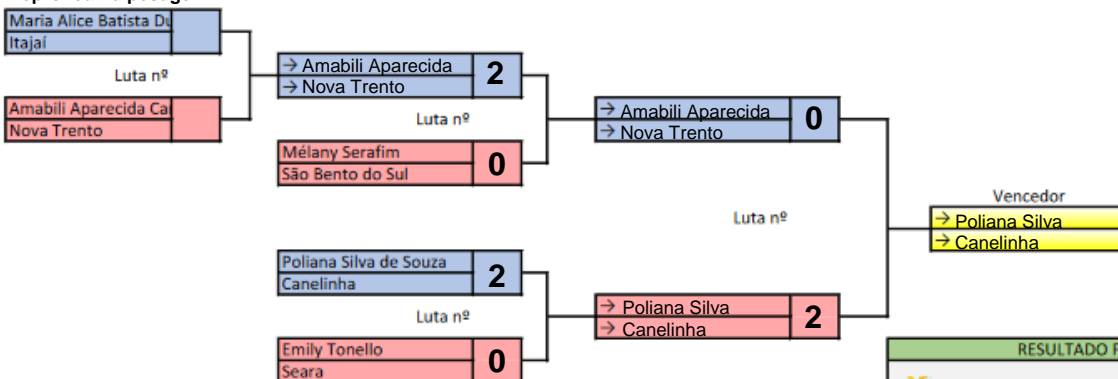 Maria Alice Batista Du
Itajaí
Luta nº
Amabili Aparecida Ca
Nova Trento
→ Amabili Aparecida 2
→ Nova Trento
Luta nº
Mélany Serafim 0
São Bento do Sul
→ Amabili Aparecida 0
→ Nova Trento
Luta nº
Poliana Silva de Souza 2
Canelinha
Luta nº
Emily Tonello 0
Seara
→ Poliana Silva 2
→ Canelinha
Vencedor
→ Poliana Silva
→ Canelinha
RESULTADO F